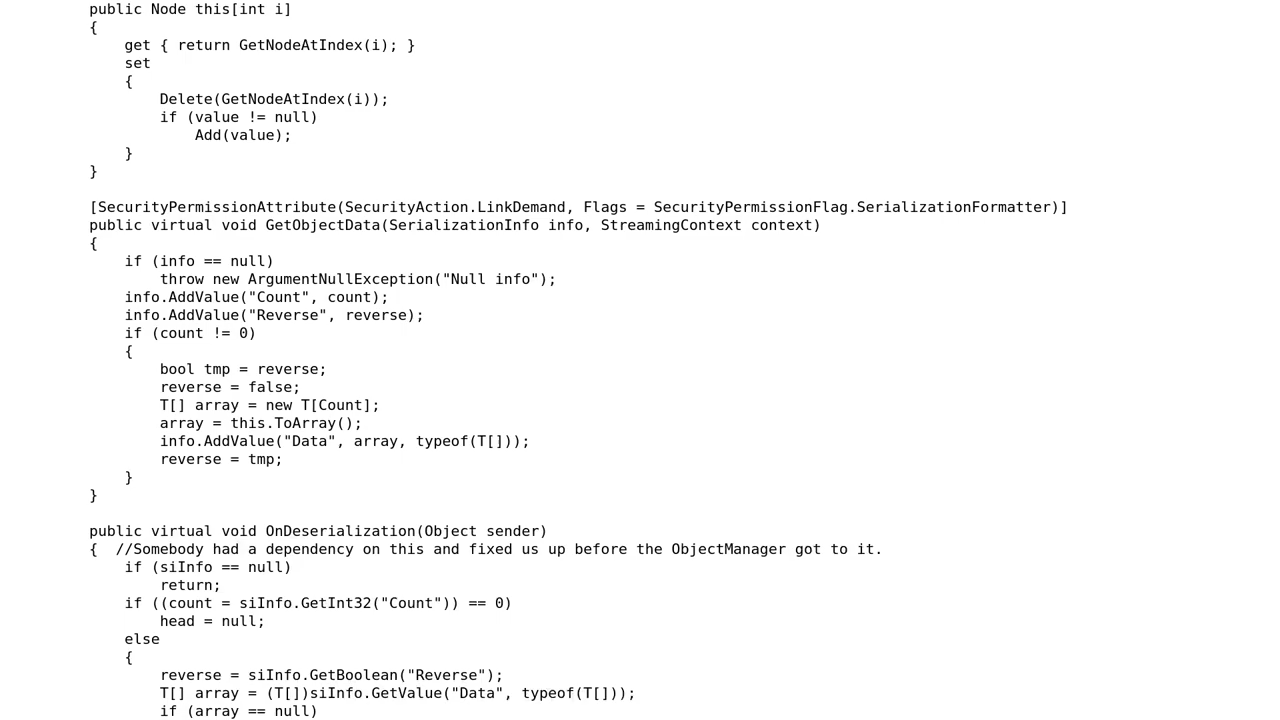 public Node this[int i]
{
    get { return GetNodeAtIndex(i); }
    set
    {
        Delete(GetNodeAtIndex(i));
        if (value != null)
            Add(value);
    }
}

[SecurityPermissionAttribute(SecurityAction.LinkDemand, Flags = SecurityPermissionFlag.SerializationFormatter)]
public virtual void GetObjectData(SerializationInfo info, StreamingContext context)
{
    if (info == null)
        throw new ArgumentNullException("Null info");
    info.AddValue("Count", count);
    info.AddValue("Reverse", reverse);
    if (count != 0)
    {
        bool tmp = reverse;
        reverse = false;
        T[] array = new T[Count];
        array = this.ToArray();
        info.AddValue("Data", array, typeof(T[]));
        reverse = tmp;
    }
}

public virtual void OnDeserialization(Object sender)
{  //Somebody had a dependency on this and fixed us up before the ObjectManager got to it.
    if (siInfo == null)
        return;
    if ((count = siInfo.GetInt32("Count")) == 0)
        head = null;
    else
    {
        reverse = siInfo.GetBoolean("Reverse");
        T[] array = (T[])siInfo.GetValue("Data", typeof(T[]));
        if (array == null)